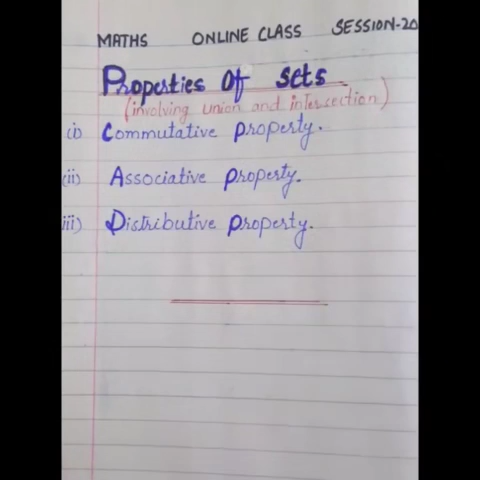 MATHS ONLINE CLASS SESSION-20
Properties Of Sets
(involving union and intersection)
(i) Commutative Property.
(ii) Associative Property.
iii) Distributive Property.